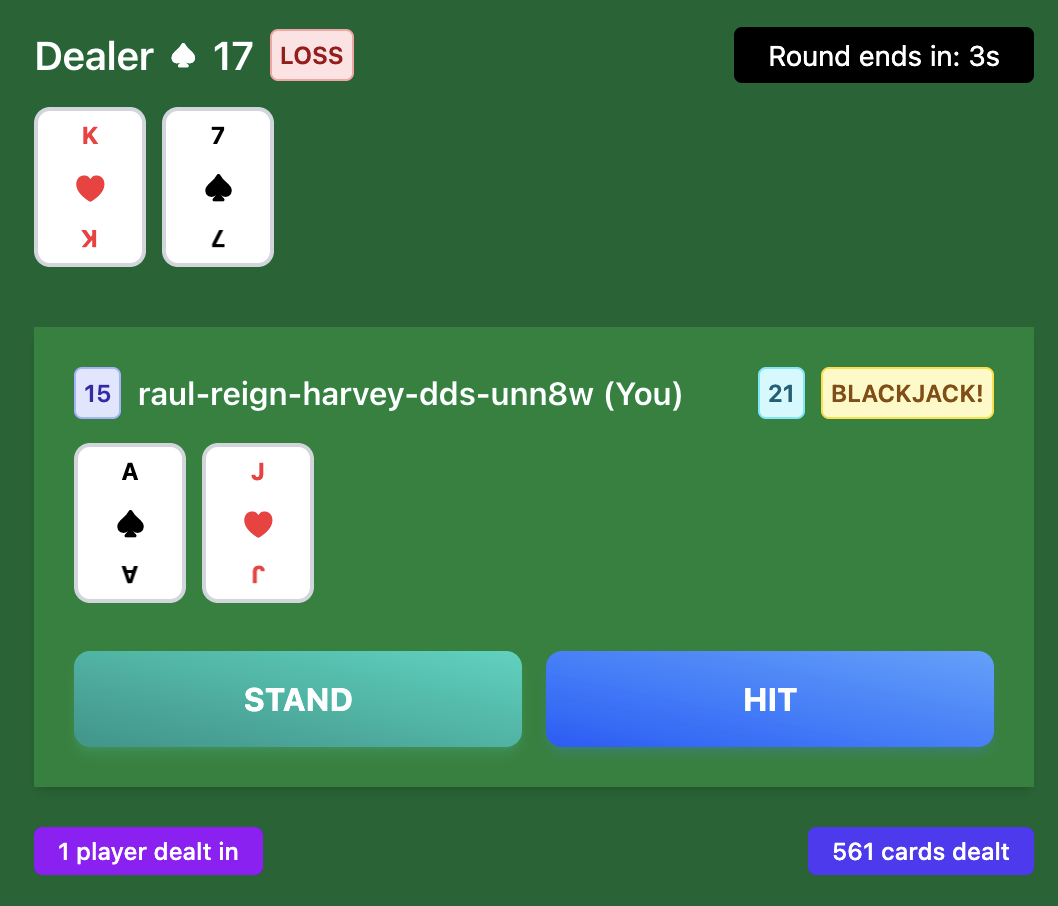 Dealer ♠ 17 LOSS
Round ends in: 3s
K 7
K 7
15 raul-reign-harvey-dds-unn8w (You) 21 BLACKJACK!
A J
A J
STAND HIT
1 player dealt in 561 cards dealt